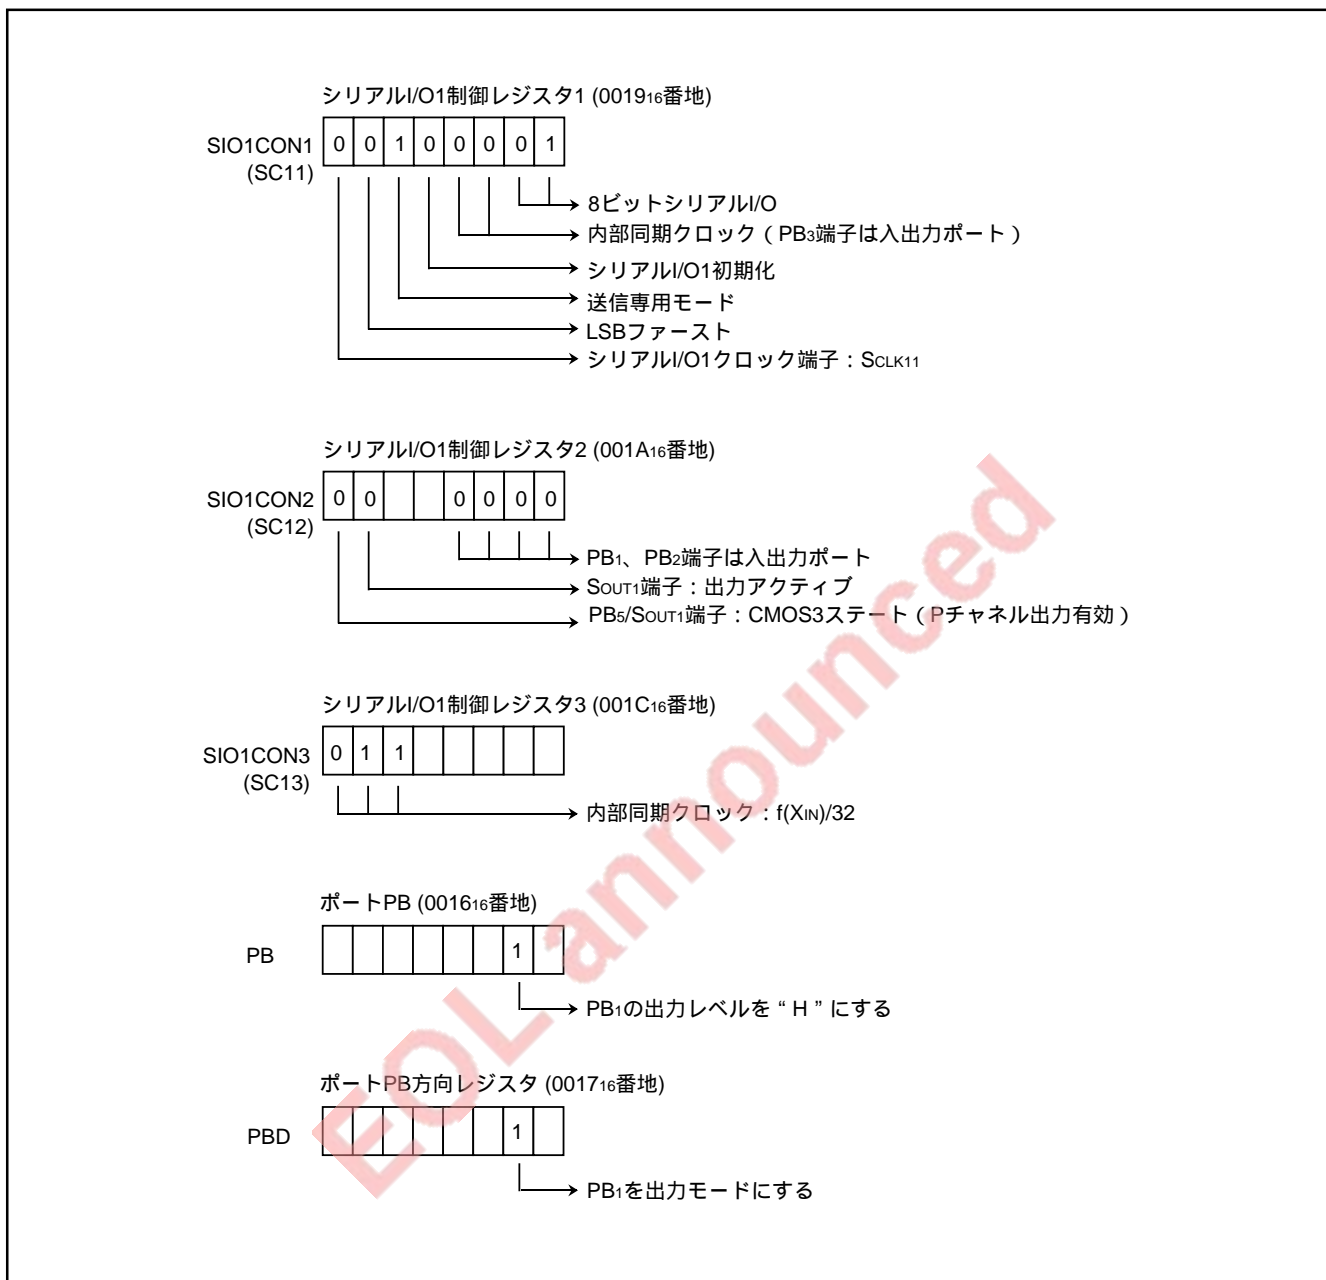 シリアルI/O1制御レジスタ1 (001916番地)
SIO1CON1 0 0 1 0 0 0 0 1
(SC11)
8ビットシリアルI/O
内部同期クロック（PB3端子は入出力ポート）
シリアルI/O1初期化
送信専用モード
LSBファースト
シリアルI/O1クロック端子：SCLK11
シリアルI/O1制御レジスタ2 (001A16番地)
SIO1CON2 0 0 0 0 0 0
(SC12)
PB1、PB2端子は入出力ポート
SOUT1端子：出力アクティブ
PB5/SOUT1端子：CMOS3ステート（Pチャネル出力有効）
シリアルI/O1制御レジスタ3 (001C16番地)
SIO1CON3 0 1 1
(SC13)
内部同期クロック：f(XIN)/32
ポートPB (001616番地)
PB 1
PB1の出力レベルを“H”にする
ポートPB方向レジスタ (001716番地)
PBD 1
PB1を出力モードにする
EOL announced